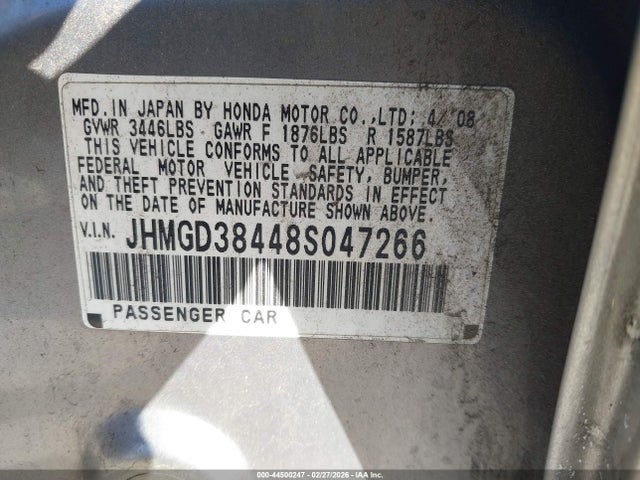 MFD. IN JAPAN BY HONDA MOTOR CO.,LTD; 4/'08
GVWR 3446LBS GAWR F 1876LBS R 1587LBS
THIS VEHICLE CONFORMS TO ALL APPLICABLE
FEDERAL MOTOR VEHICLE SAFETY, BUMPER,
AND THEFT PREVENTION STANDARDS IN EFFECT
ON THE DATE OF MANUFACTURE SHOWN ABOVE.
V.I.N. JHMGD38448S047266
PASSENGER CAR
000-44500247 - 02/27/2026 - IAAI.com